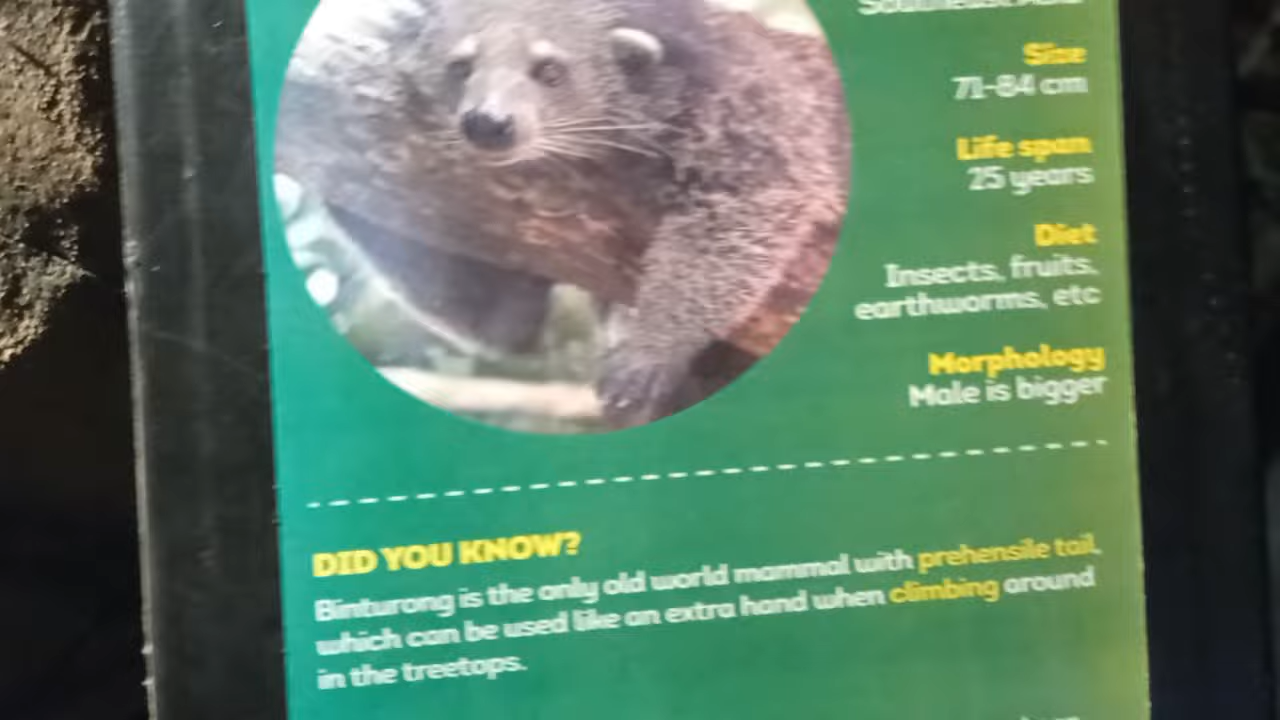 Southeast Asia
Size
71-84 cm
Life span
25 years
Diet
Insects, fruits,
earthworms, etc
Morphology
Male is bigger
DID YOU KNOW?
Binturong is the only old world mammal with prehensile tail,
which can be used like an extra hand when climbing around
in the treetops.